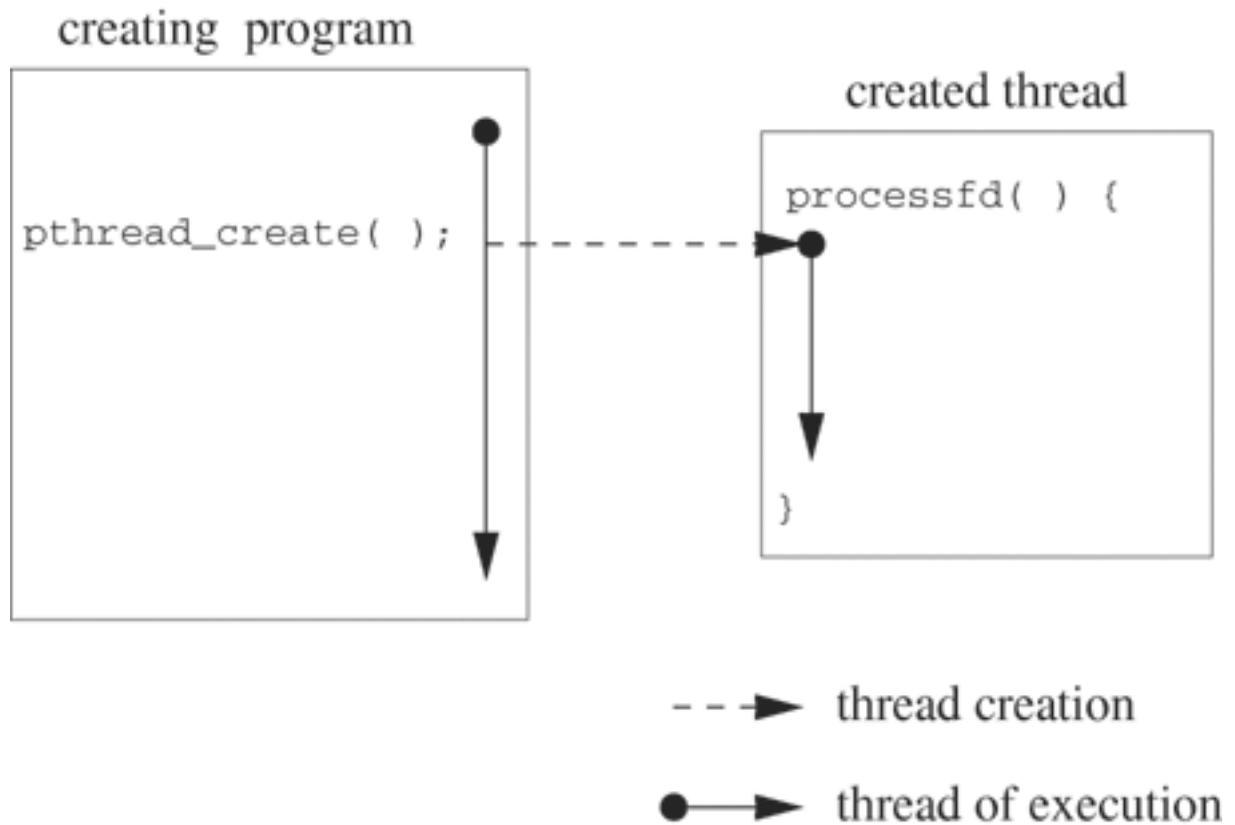 creating program
created thread
processfd( ) {
pthread_create( );
}
thread creation
thread of execution